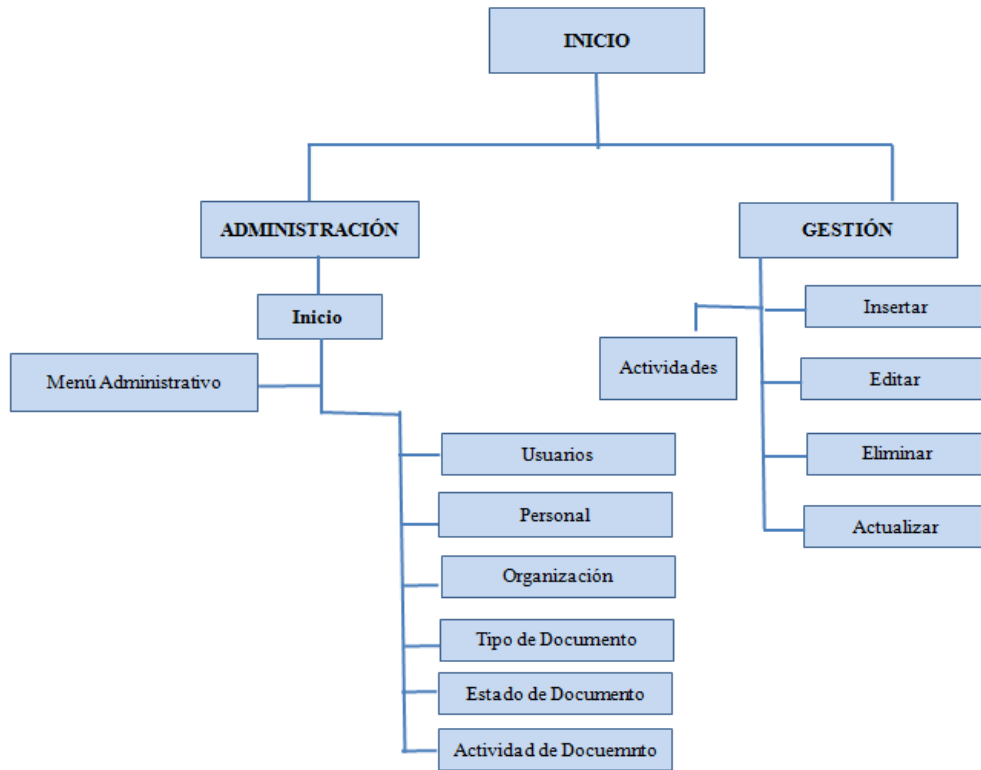 INICIO
ADMINISTRACIÓN
GESTIÓN
Inicio
Insertar
Menú Administrativo
Actividades
Editar
Usuarios
Eliminar
Personal
Actualizar
Organización
Tipo de Documento
Estado de Documento
Actividad de Docuemnto